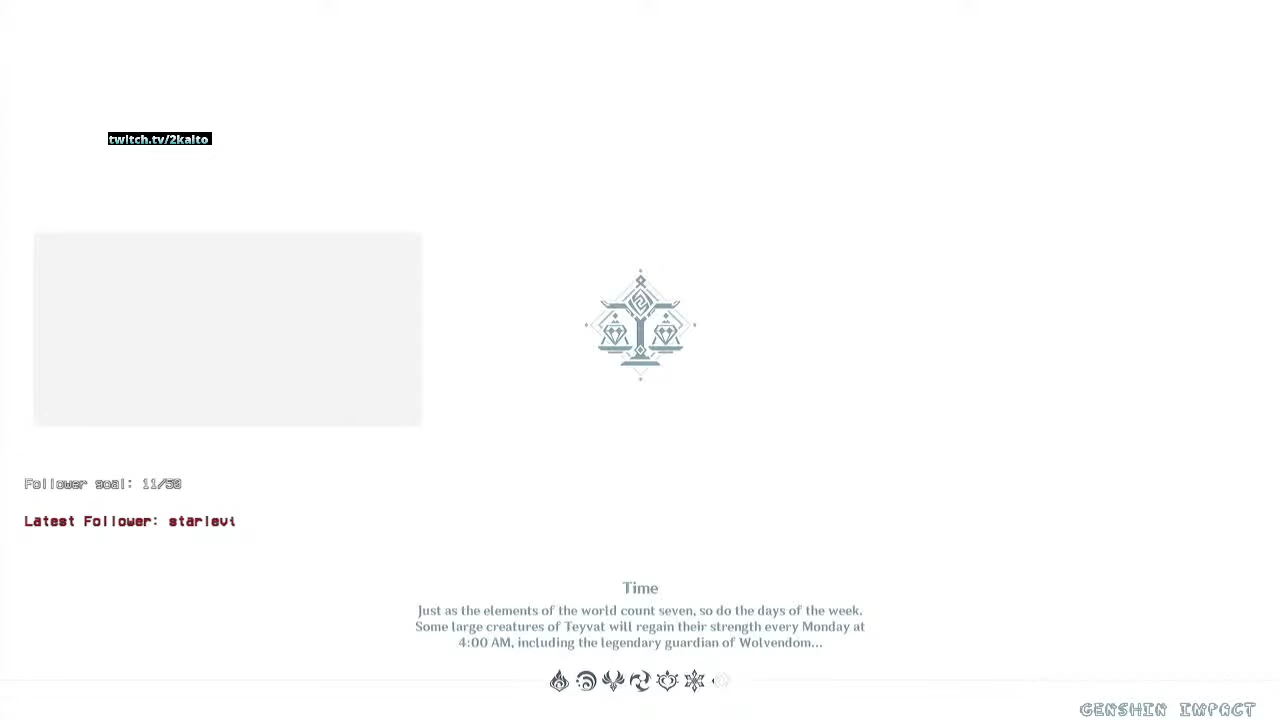 twitch.tv/2kaito
Follower goal: 11/50
Latest Follower: starlevi
Time
Just as the elements of the world count seven, so do the days of the week.
Some large creatures of Teyvat will regain their strength every Monday at
4:00 AM, including the legendary guardian of Wolvendom...
GENSHIN IMPACT